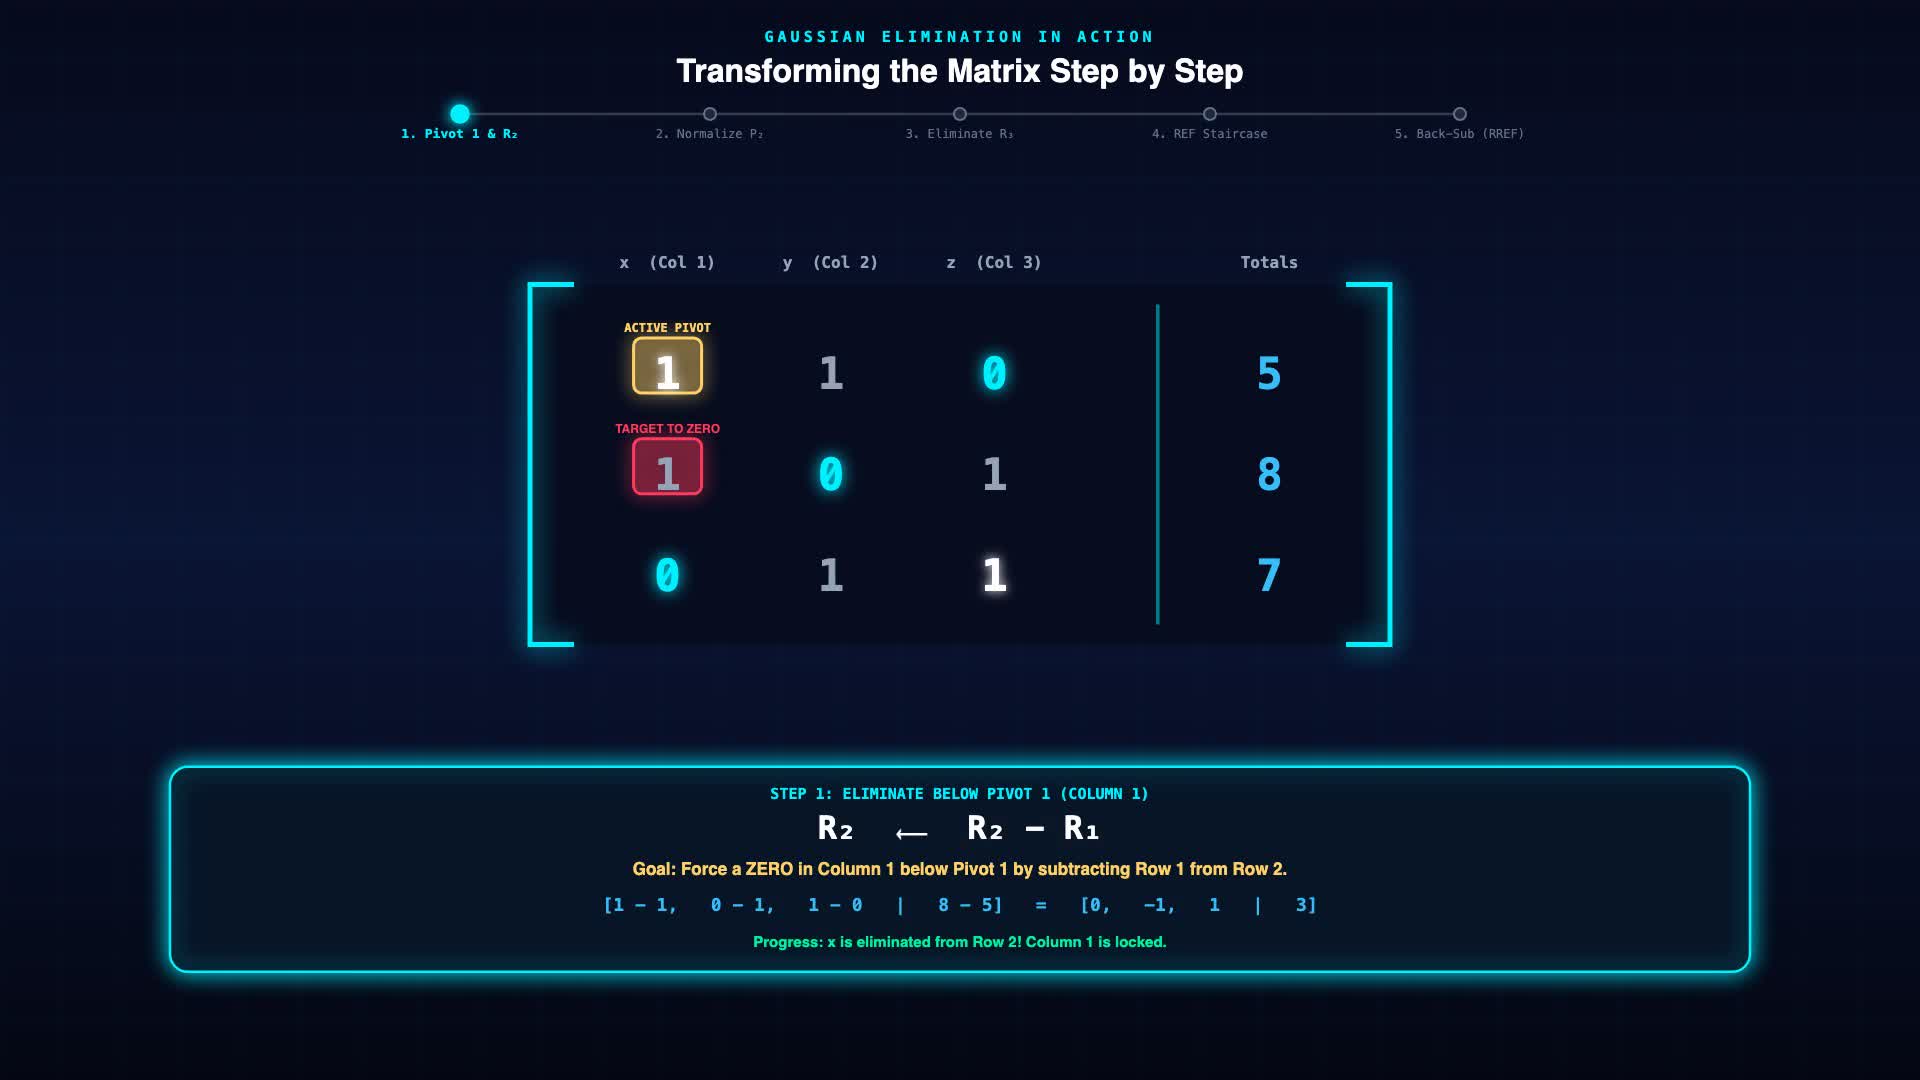 GAUSSIAN ELIMINATION IN ACTION
Transforming the Matrix Step by Step
1. Pivot 1 & R₂ 2. Normalize P₂ 3. Eliminate R₃ 4. REF Staircase 5. Back–Sub (RREF)
x (Col 1) y (Col 2) z (Col 3) Totals
ACTIVE PIVOT
1 1 0 5
TARGET TO ZERO
1 0 1 8
0 1 1 7
STEP 1: ELIMINATE BELOW PIVOT 1 (COLUMN 1)
R₂ ⟵ R₂ − R₁
Goal: Force a ZERO in Column 1 below Pivot 1 by subtracting Row 1 from Row 2.
[1 − 1, 0 − 1, 1 − 0 | 8 − 5] = [0, −1, 1 | 3]
Progress: x is eliminated from Row 2! Column 1 is locked.